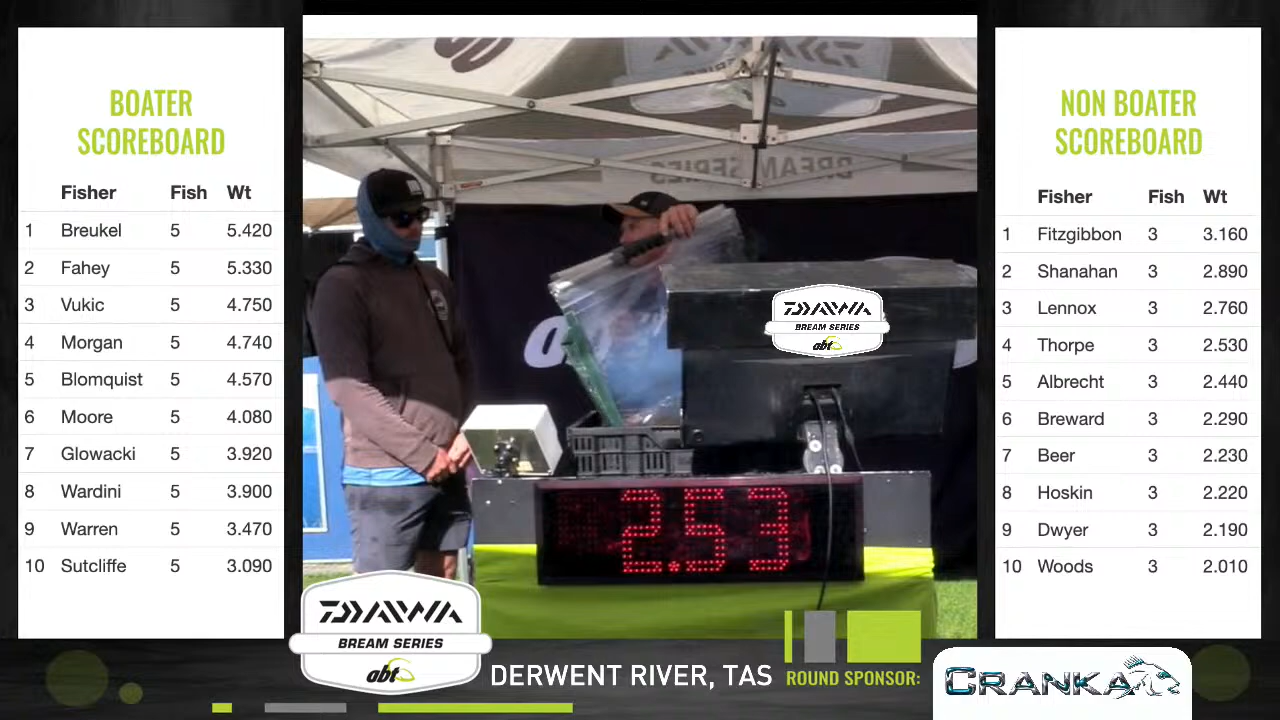 BOATER
SCOREBOARD
Fisher Fish Wt
1 Breukel 5 5.420
2 Fahey 5 5.330
3 Vukic 5 4.750
4 Morgan 5 4.740
5 Blomquist 5 4.570
6 Moore 5 4.080
7 Glowacki 5 3.920
8 Wardini 5 3.900
9 Warren 5 3.470
10 Sutcliffe 5 3.090
BREAM SERIES
DAIWA
BREAM SERIES
abt
2.53
NON BOATER
SCOREBOARD
Fisher Fish Wt
1 Fitzgibbon 3 3.160
2 Shanahan 3 2.890
3 Lennox 3 2.760
4 Thorpe 3 2.530
5 Albrecht 3 2.440
6 Breward 3 2.290
7 Beer 3 2.230
8 Hoskin 3 2.220
9 Dwyer 3 2.190
10 Woods 3 2.010
DAIWA
BREAM SERIES
abt
DERWENT RIVER, TAS
ROUND SPONSOR:
CRANKA